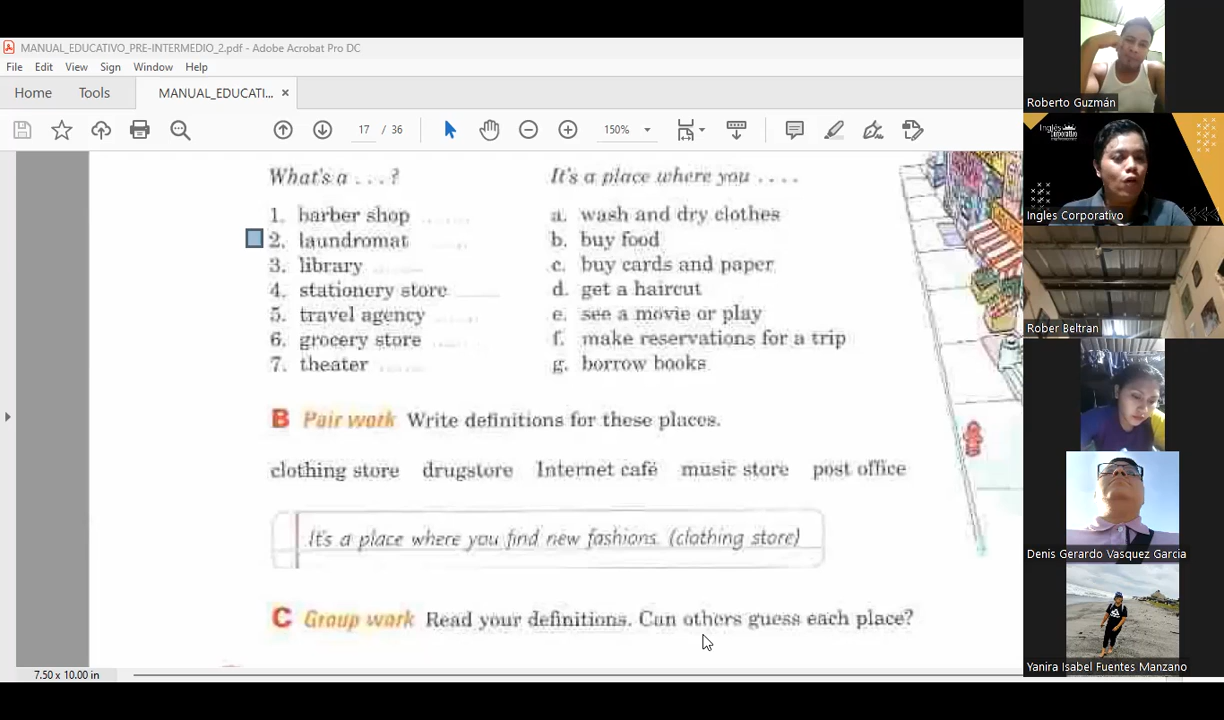 MANUAL_EDUCATIVO_PRE-INTERMEDIO_2.pdf - Adobe Acrobat Pro DC
File Edit View Sign Window Help
Home Tools MANUAL_EDUCATI... ×
17 / 36 150%
What's a . . . ? It's a place where you . . . .
1. barber shop a. wash and dry clothes
2. laundromat b. buy food
3. library c. buy cards and paper
4. stationery store d. get a haircut
5. travel agency e. see a movie or play
6. grocery store f. make reservations for a trip
7. theater g. borrow books
B Pair work Write definitions for these places.
clothing store drugstore Internet café music store post office
It's a place where you find new fashions. (clothing store)
C Group work Read your definitions. Can others guess each place?
7.50 x 10.00 in
Roberto Guzmán
Inglés
Corporativo
Ingles Corporativo
Rober Beltran
Denis Gerardo Vasquez Garcia
Yanira Isabel Fuentes Manzano